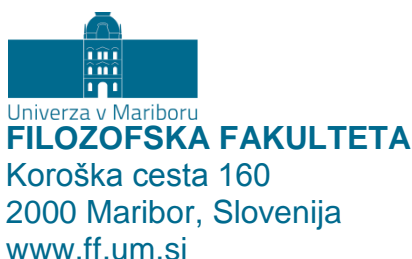 Univerza v Mariboru
FILOZOFSKA FAKULTETA
Koroška cesta 160
2000 Maribor, Slovenija
www.ff.um.si